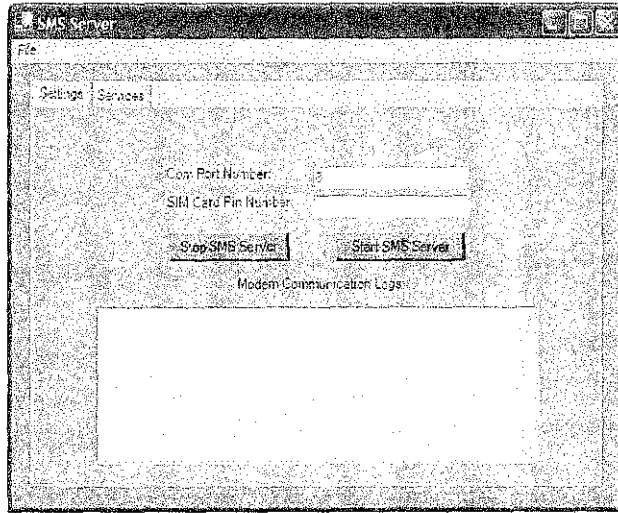 SMS Server
File
Settings Services
Com Port Number:
SIM Card Pin Number
Stop SMS Server Start SMS Server
Modem Communication Logs